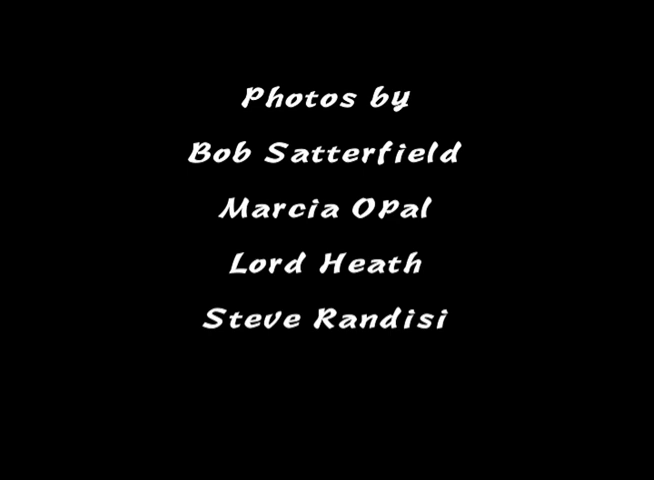 Photos by
Bob Satterfield
Marcia Opal
Lord Heath
Steve Randisi